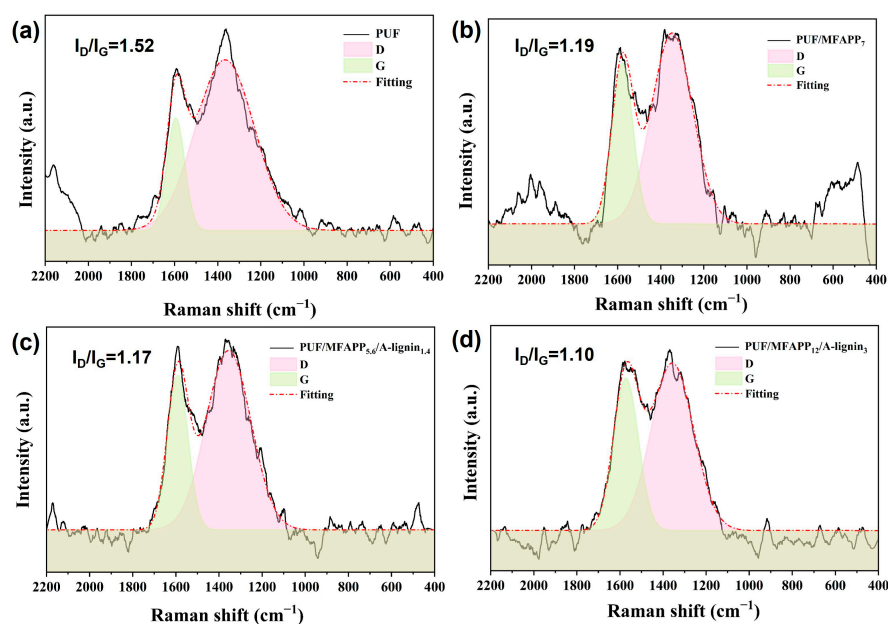 (a)
I_D/I_G=1.52
PUF
D
G
Fitting
Intensity (a.u.)
2200 2000 1800 1600 1400 1200 1000 800 600 400
Raman shift (cm⁻¹)
(b)
I_D/I_G=1.19
PUF/MFAPP₇
D
G
Fitting
Intensity (a.u.)
2200 2000 1800 1600 1400 1200 1000 800 600 400
Raman shift (cm⁻¹)
(c)
I_D/I_G=1.17
PUF/MFAPP₅.₆/A-lignin₁.₄
D
G
Fitting
Intensity (a.u.)
2200 2000 1800 1600 1400 1200 1000 800 600 400
Raman shift (cm⁻¹)
(d)
I_D/I_G=1.10
PUF/MFAPP₁₂/A-lignin₃
D
G
Fitting
Intensity (a.u.)
2200 2000 1800 1600 1400 1200 1000 800 600 400
Raman shift (cm⁻¹)